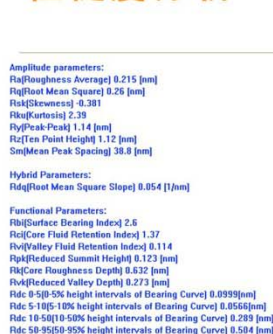 Amplitude parameters:
Ra(Roughness Average) 0.215 [nm]
Rq(Root Mean Square) 0.26 [nm]
Rsk(Skewness) -0.381
Rku(Kurtosis) 2.39
Ry(Peak-Peak) 1.14 [nm]
Rz(Ten Point Height) 1.12 [nm]
Sm(Mean Peak Spacing) 38.8 [nm]
Hybrid Parameters:
Rdq(Root Mean Square Slope) 0.054 [1/nm]
Functional Parameters:
Rbi(Surface Bearing Index) 2.6
Rci(Core Fluid Retention Index) 1.37
Rvi(Valley Fluid Retention Index) 0.114
Rpk(Reduced Summit Height) 0.123 [nm]
Rk(Core Roughness Depth) 0.632 [nm]
Rvk(Reduced Valley Depth) 0.273 [nm]
Rdc 0-5(0-5% height intervals of Bearing Curve) 0.0999[nm]
Rdc 5-10(5-10% height intervals of Bearing Curve) 0.0566[nm]
Rdc 10-50(10-50% height intervals of Bearing Curve) 0.289 [nm]
Rdc 50-95(50-95% height intervals of Bearing Curve) 0.504 [nm]